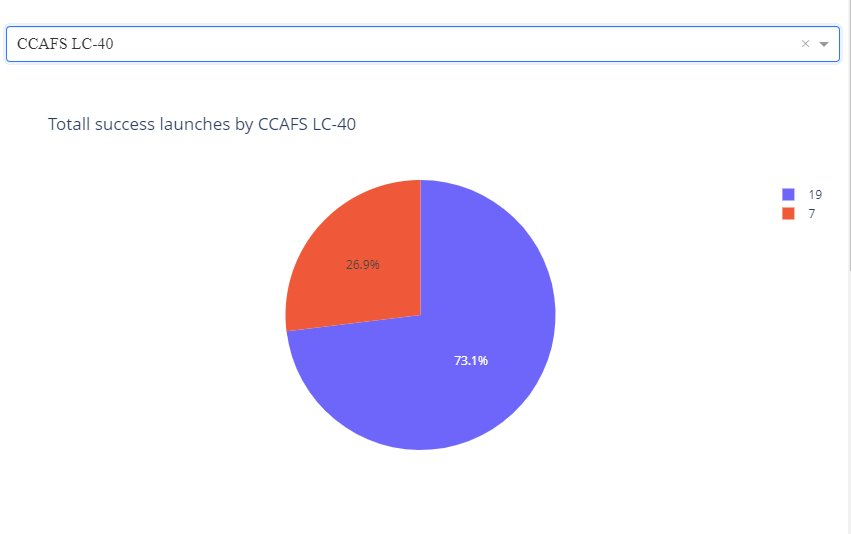 CCAFS LC-40 ×
Totall success launches by CCAFS LC-40
19
7
26.9%
73.1%